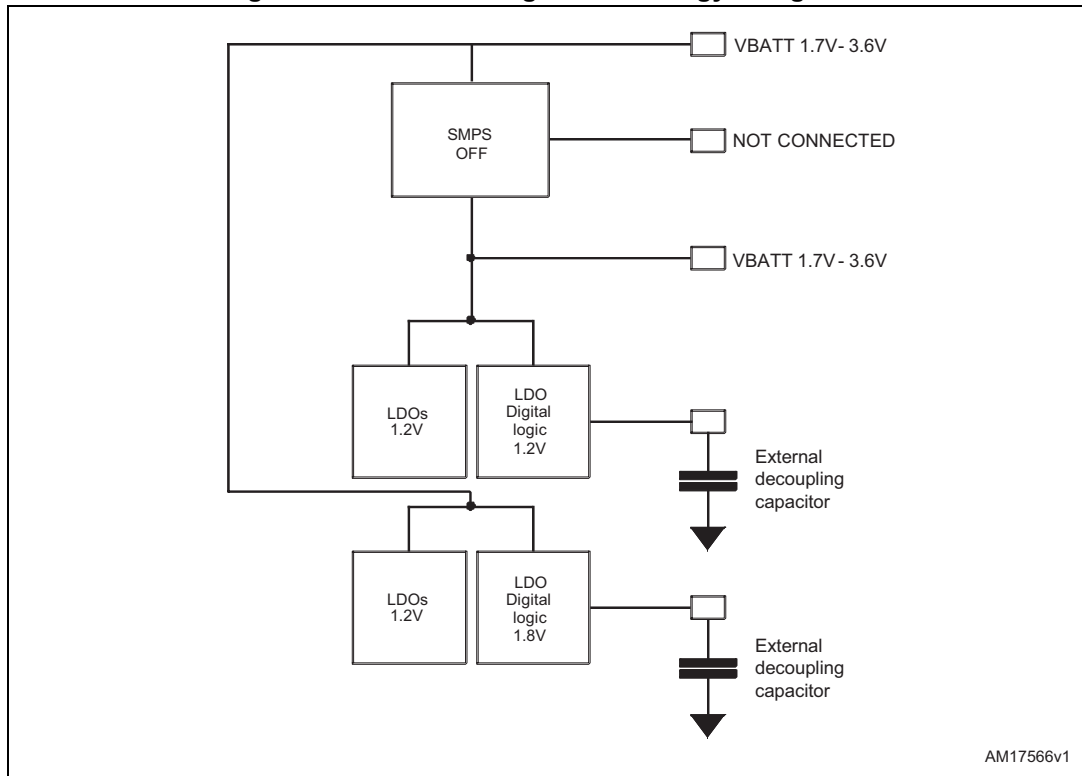 VBATT 1.7V- 3.6V
SMPS
OFF
NOT CONNECTED
VBATT 1.7V - 3.6V
LDOs
1.2V
LDO
Digital
logic
1.2V
External
decoupling
capacitor
LDOs
1.2V
LDO
Digital
logic
1.8V
External
decoupling
capacitor
AM17566v1